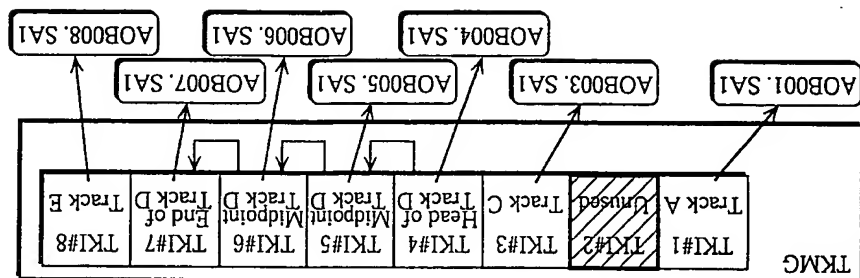 TKMG
TKI#1
Track A
TKI#2
Unused
TKI#3
Track C
TKI#4
Head of
Track D
TKI#5
Midpoint
Track D
TKI#6
Midpoint
Track D
TKI#7
End of
Track D
TKI#8
Track E
AOB001. SA1
AOB003. SA1
AOB005. SA1
AOB007. SA1
AOB004. SA1
AOB006. SA1
AOB008. SA1